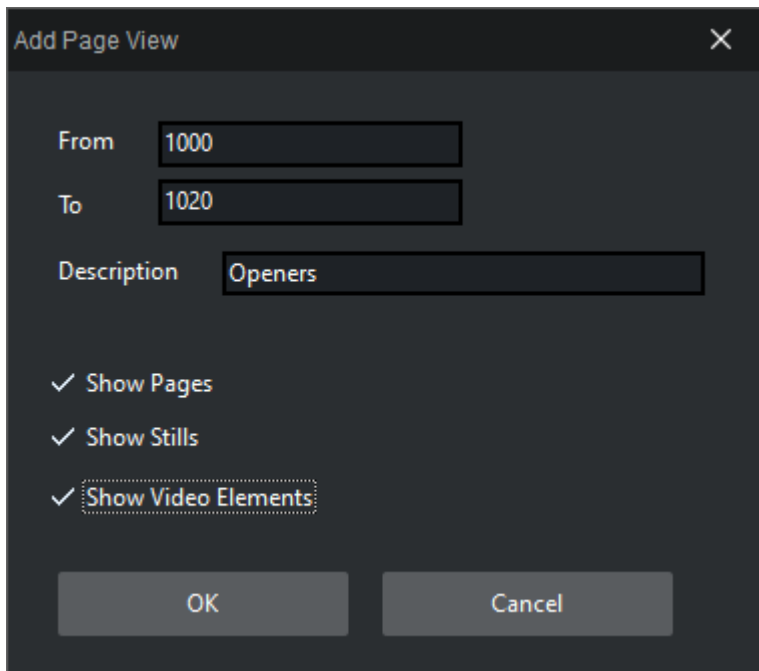 Add Page View
From 1000
To 1020
Description Openers
Show Pages
Show Stills
Show Video Elements
OK Cancel